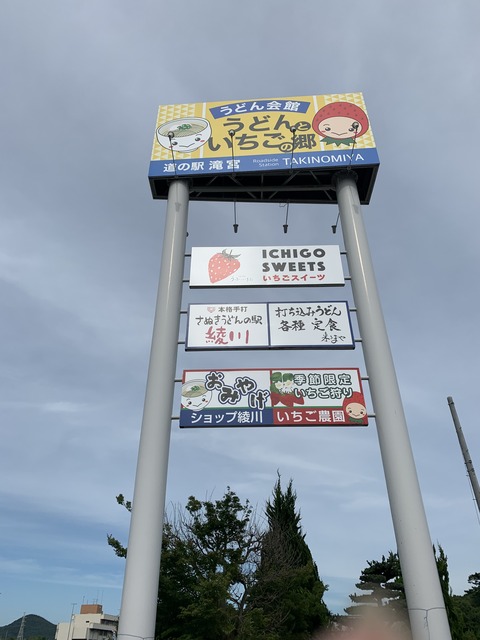 うどん会館
うどんと
いちごの郷
道の駅 滝宮 Roadside Station TAKINOMIYA
ICHIGO
SWEETS
いちごスイーツ
本格平打
さぬきうどんの駅
綾川
打ち込みうどん
各種 定食
おみやげ
ショップ綾川
季節限定
いちご狩り
いちご農園